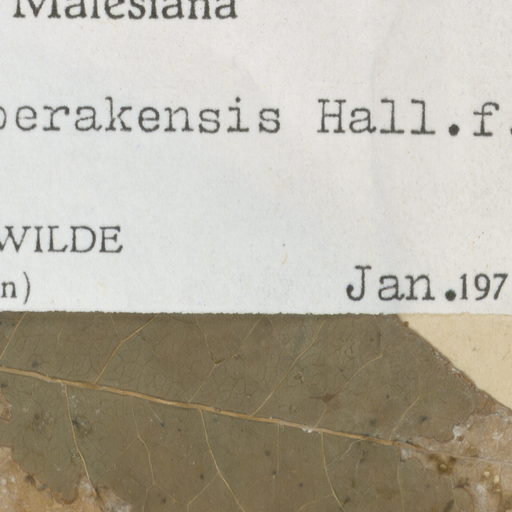 Malesiana
perakensis Hall.f.
WILDE
n) Jan.197